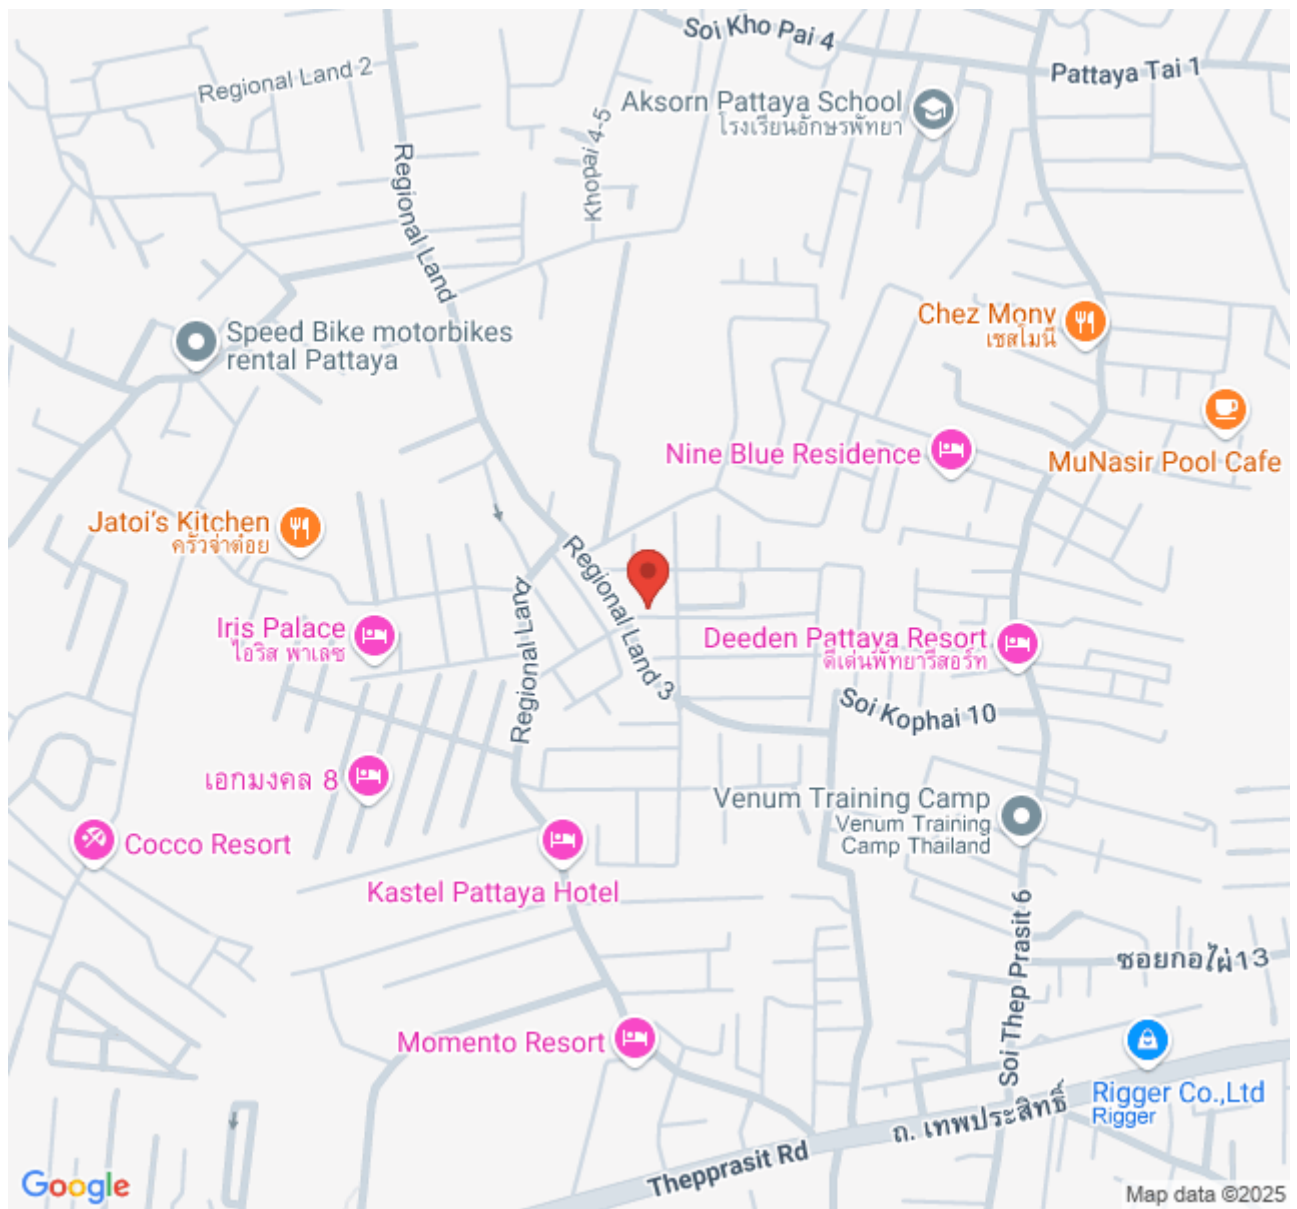 Soi Kho Pai 4
Pattaya Tai 1
Regional Land 2
Aksorn Pattaya School
โรงเรียนอักษรพัทยา
Khopai 4-5
Regional Land
Chez Mony
เชสโมนี
Speed Bike motorbikes
rental Pattaya
Nine Blue Residence
MuNasir Pool Cafe
Jatoi's Kitchen
ครัวจ่าต๋อย
Regional Land 3
Regional Land
Iris Palace
ไอริส พาเลซ
Deeden Pattaya Resort
ดีเด่นพัทยารีสอร์ท
Soi Kophai 10
เอกมงคล 8
Venum Training Camp
Venum Training
Camp Thailand
Cocco Resort
Kastel Pattaya Hotel
Soi Thep Prasit 6
ซอยกอไผ่13
Momento Resort
Rigger Co.,Ltd
Rigger
ถ. เทพประสิทธิ์
Thepprasit Rd
Google
Map data ©2025